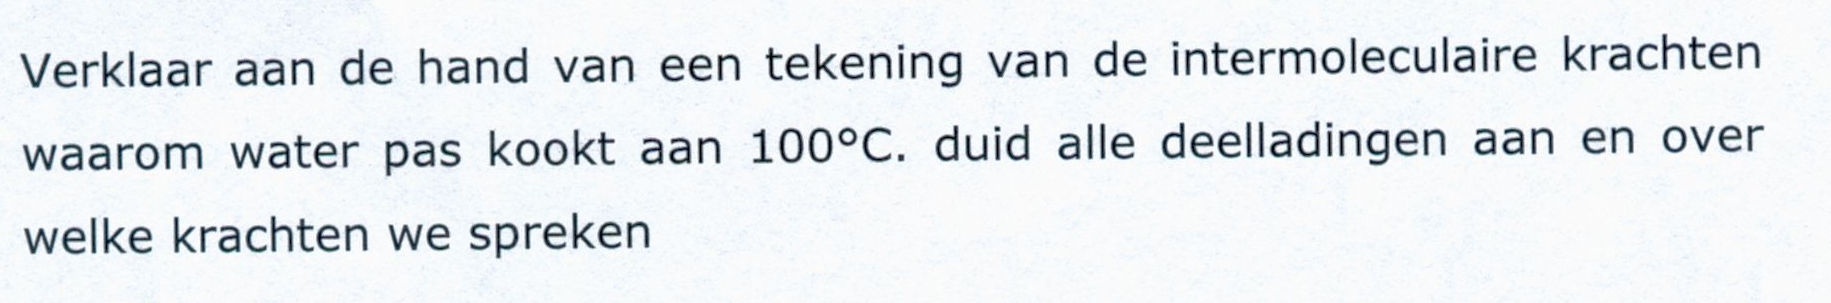 Verklaar aan de hand van een tekening van de intermoleculaire krachten
waarom water pas kookt aan 100°C. duid alle deelladingen aan en over
welke krachten we spreken